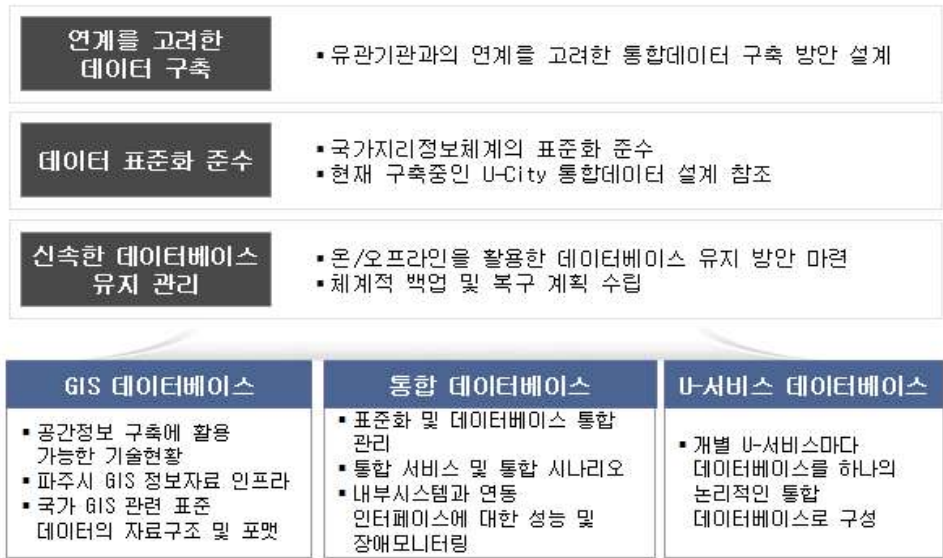 연계를 고려한
데이터 구축
▪ 유관기관과의 연계를 고려한 통합데이터 구축 방안 설계
데이터 표준화 준수
▪ 국가지리정보체계의 표준화 준수
▪ 현재 구축중인 U-City 통합데이터 설계 참조
신속한 데이터베이스
유지 관리
▪ 온/오프라인을 활용한 데이터베이스 유지 방안 마련
▪ 체계적 백업 및 복구 계획 수립
GIS 데이터베이스
▪ 공간정보 구축에 활용
가능한 기술현황
▪ 파주시 GIS 정보자료 인프라
▪ 국가 GIS 관련 표준
데이터의 자료구조 및 포맷
통합 데이터베이스
▪ 표준화 및 데이터베이스 통합
관리
▪ 통합 서비스 및 통합 시나리오
▪ 내부시스템과 연동
인터페이스에 대한 성능 및
장애모니터링
U-서비스 데이터베이스
▪ 개별 U-서비스마다
데이터베이스를 하나의
논리적인 통합
데이터베이스로 구성